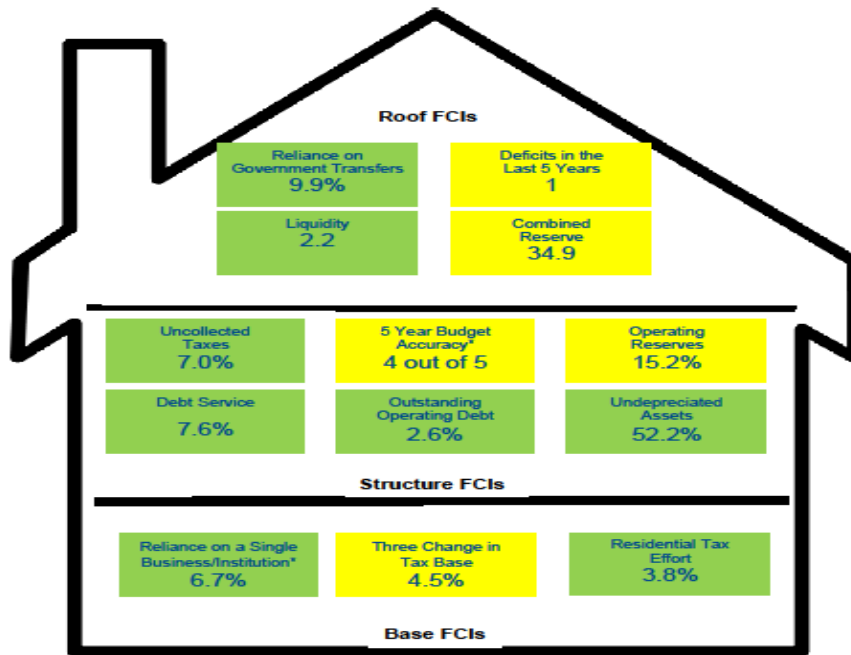 Roof FCIs
Reliance on
Government Transfers
9.9%
Deficits in the
Last 5 Years
1
Liquidity
2.2
Combined
Reserve
34.9
Uncollected
Taxes
7.0%
5 Year Budget
Accuracy*
4 out of 5
Operating
Reserves
15.2%
Debt Service
7.6%
Outstanding
Operating Debt
2.6%
Undepreciated
Assets
52.2%
Structure FCIs
Reliance on a Single
Business/Institution*
6.7%
Three Change in
Tax Base
4.5%
Residential Tax
Effort
3.8%
Base FCIs